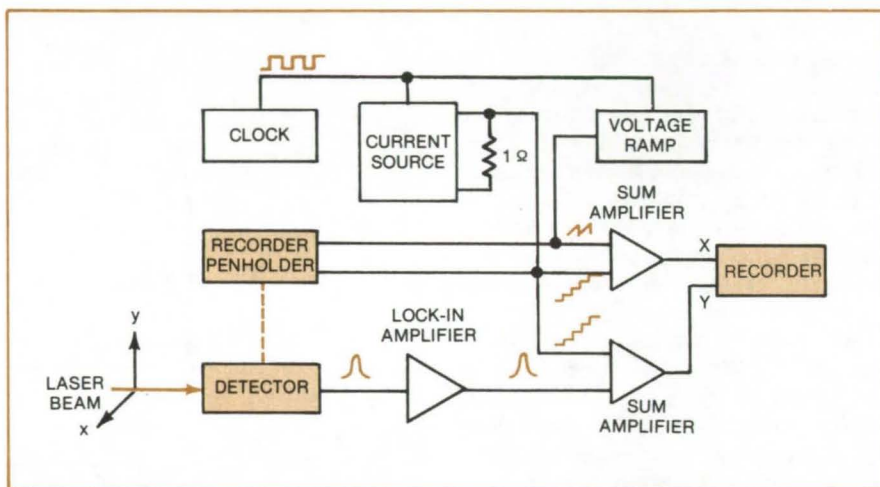 CLOCK
CURRENT
SOURCE
1 Ω
VOLTAGE
RAMP
SUM
AMPLIFIER
RECORDER
PENHOLDER
X
Y
RECORDER
LOCK-IN
AMPLIFIER
y
LASER
BEAM
x
DETECTOR
SUM
AMPLIFIER